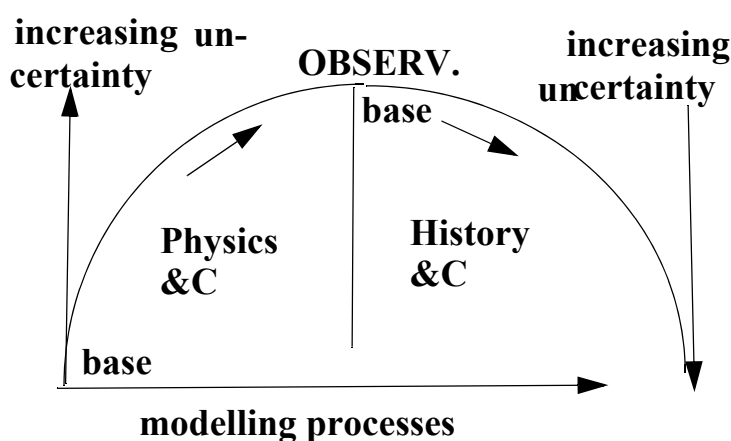 increasing un-
certainty
OBSERV.
increasing
uncertainty
base
Physics
&C
History
&C
base
modelling processes